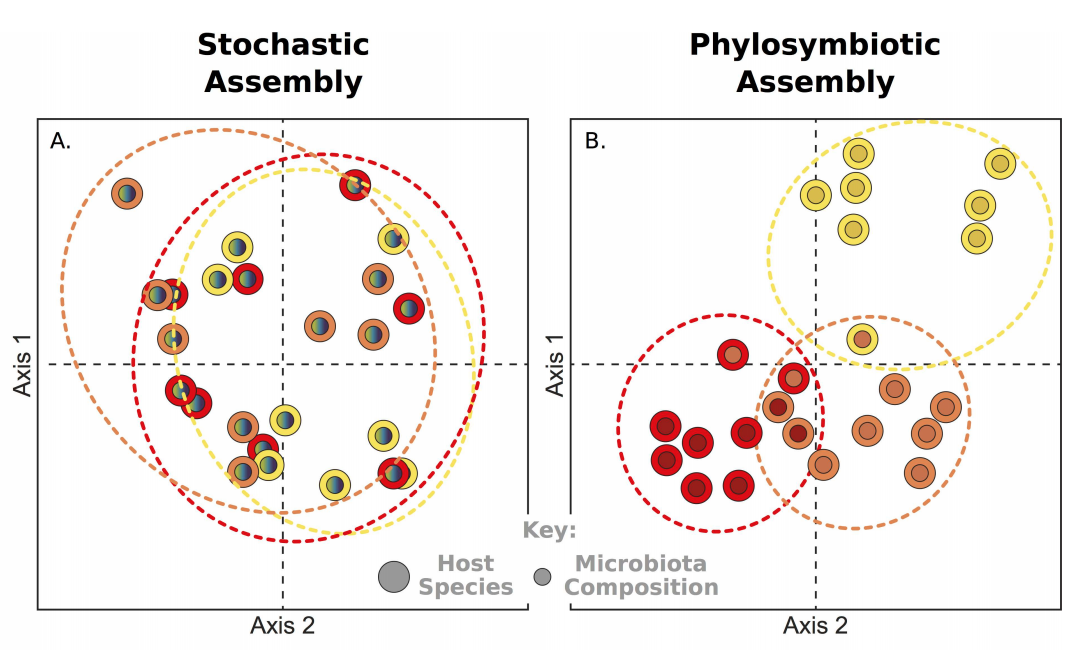 Stochastic
Assembly
Phylosymbiotic
Assembly
A.
B.
Axis 1
Axis 1
Key:
Host
Species
Microbiota
Composition
Axis 2
Axis 2